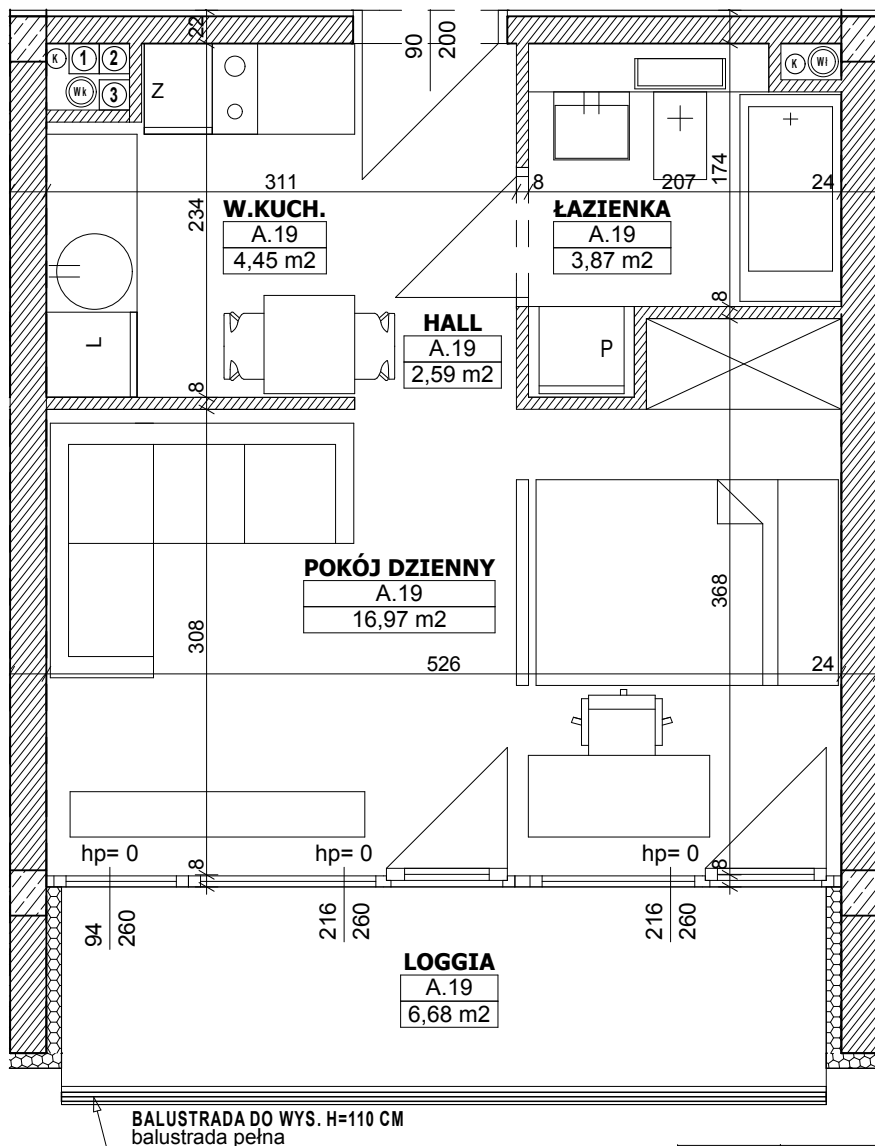 22
90
200
K 1 2
Wk 3
Z
K Wł
311
8
207
174
24
234
W.KUCH.
A.19
4,45 m2
ŁAZIENKA
A.19
3,87 m2
8
HALL
A.19
2,59 m2
L
P
8
POKÓJ DZIENNY
A.19
16,97 m2
368
308
526
24
hp= 0
hp= 0
hp= 0
8
8
94
260
216
260
216
260
LOGGIA
A.19
6,68 m2
BALUSTRADA DO WYS. H=110 CM
balustrada pełna